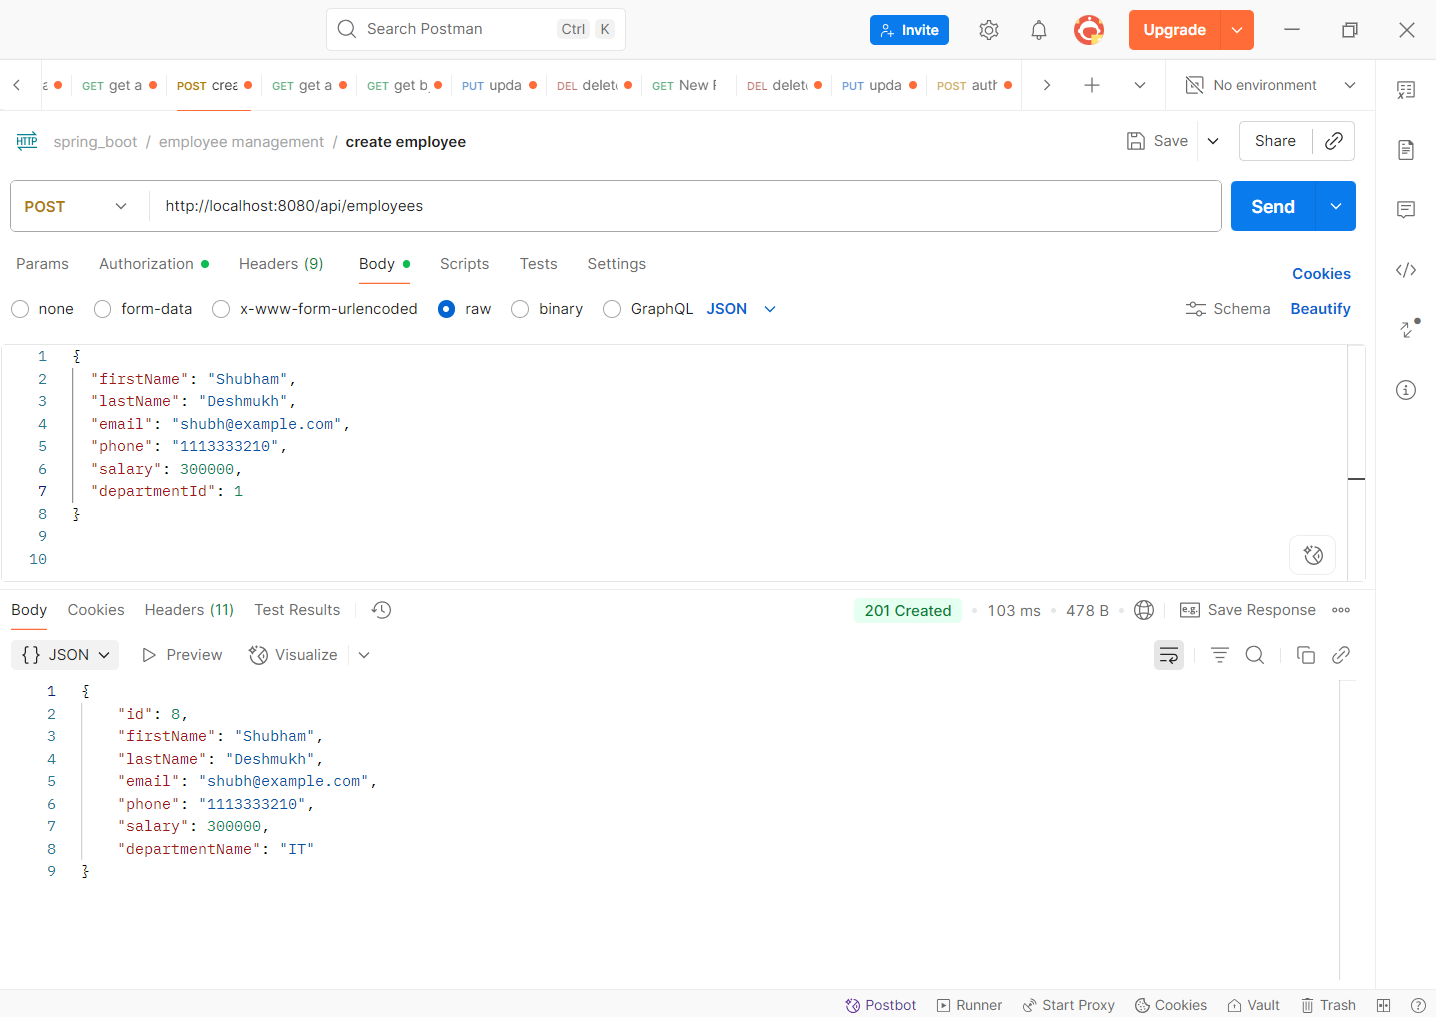 Search Postman Ctrl K Invite Upgrade
GET get a POST crea GET get a GET get b PUT upda DEL delet GET New F DEL delet PUT upda POST auth No environment
HTTP spring_boot / employee management / create employee Save Share
POST http://localhost:8080/api/employees Send
Params Authorization Headers (9) Body Scripts Tests Settings Cookies
none form-data x-www-form-urlencoded raw binary GraphQL JSON Schema Beautify
1 {
2 "firstName": "Shubham",
3 "lastName": "Deshmukh",
4 "email": "shubh@example.com",
5 "phone": "1113333210",
6 "salary": 300000,
7 "departmentId": 1
8 }
9
10
Body Cookies Headers (11) Test Results 201 Created 103 ms 478 B e.g. Save Response
{} JSON Preview Visualize
1 {
2 "id": 8,
3 "firstName": "Shubham",
4 "lastName": "Deshmukh",
5 "email": "shubh@example.com",
6 "phone": "1113333210",
7 "salary": 300000,
8 "departmentName": "IT"
9 }
Postbot Runner Start Proxy Cookies Vault Trash